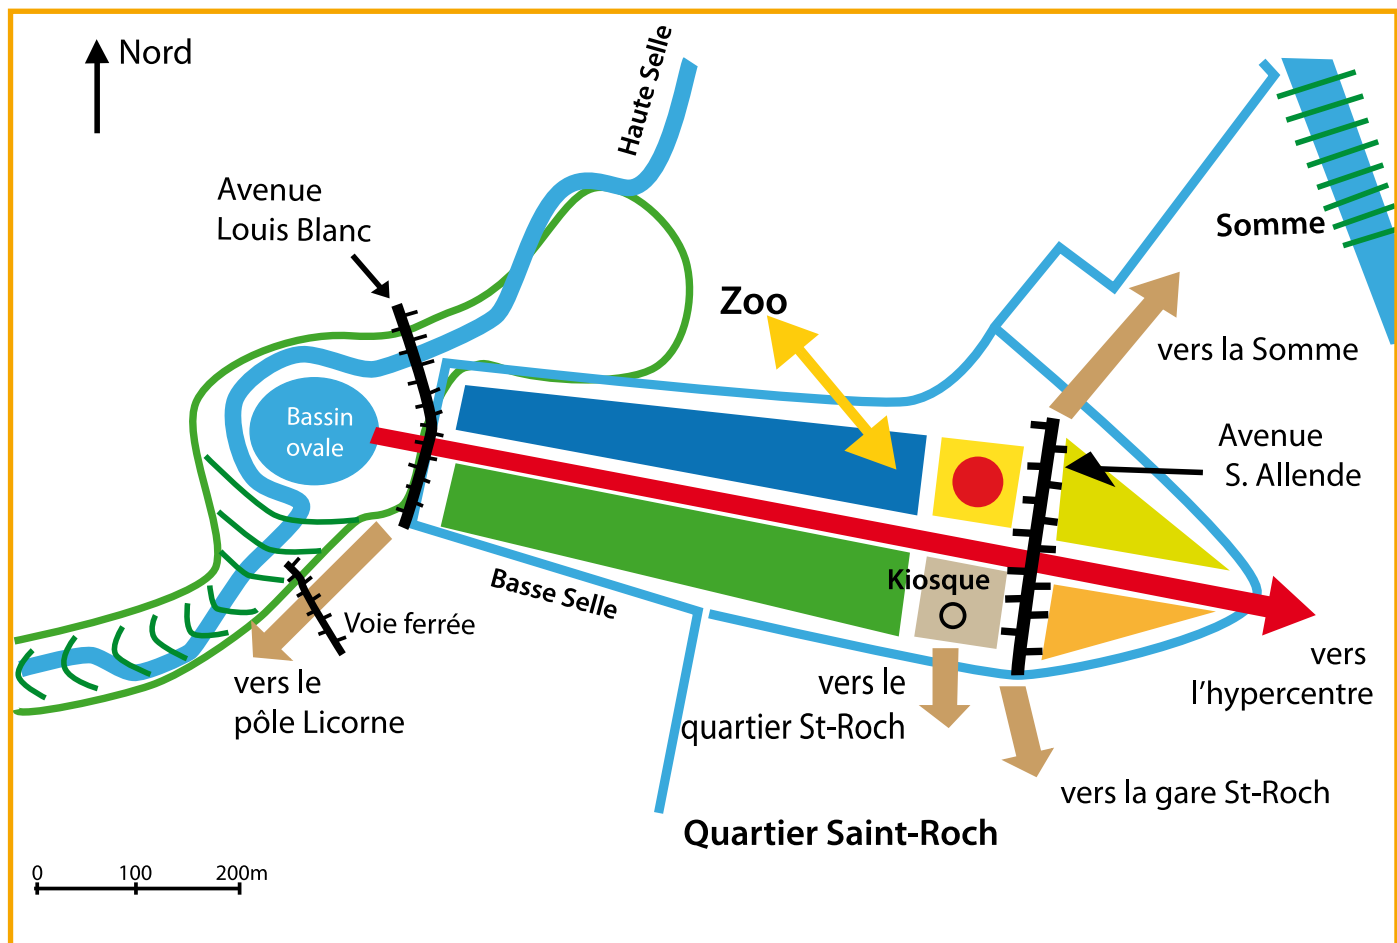 Nord
Haute Selle
Avenue
Louis Blanc
Somme
Zoo
vers la Somme
Bassin
ovale
Avenue
S. Allende
Kiosque
Basse Selle
Voie ferrée
vers
l'hypercentre
vers le
pôle Licorne
vers le
quartier St-Roch
vers la gare St-Roch
Quartier Saint-Roch
0 100 200m